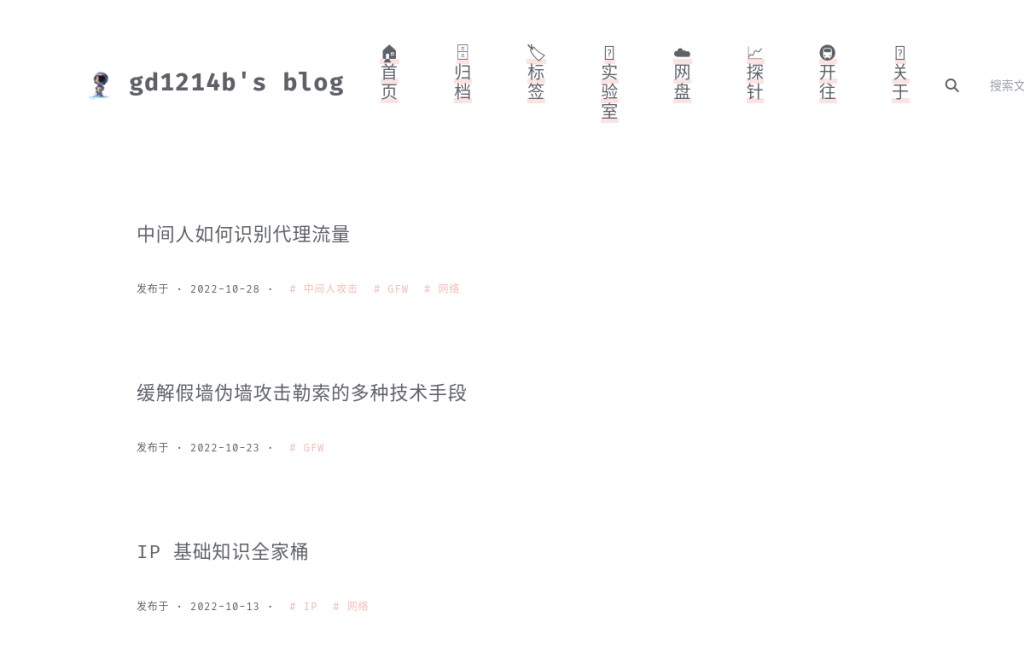 gd1214b's blog
首页
归档
标签
实验室
网盘
探针
开往
关于
搜索文
中间人如何识别代理流量
发布于 · 2022-10-28 · # 中间人攻击 # GFW # 网络
缓解假墙伪墙攻击勒索的多种技术手段
发布于 · 2022-10-23 · # GFW
IP 基础知识全家桶
发布于 · 2022-10-13 · # IP # 网络